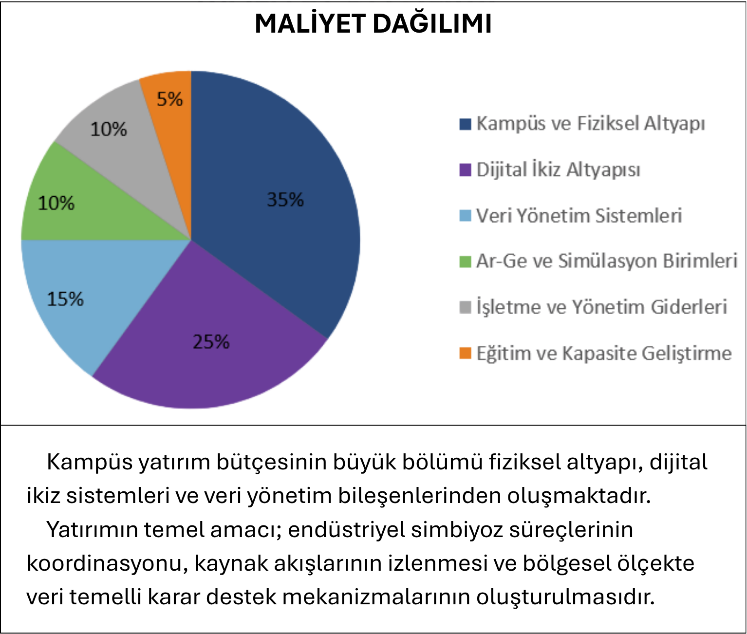 MALİYET DAĞILIMI
5%
10%
10%
35%
15%
25%
Kampüs ve Fiziksel Altyapı
Dijital İkiz Altyapısı
Veri Yönetim Sistemleri
Ar-Ge ve Simülasyon Birimleri
İşletme ve Yönetim Giderleri
Eğitim ve Kapasite Geliştirme
Kampüs yatırım bütçesinin büyük bölümü fiziksel altyapı, dijital
ikiz sistemleri ve veri yönetim bileşenlerinden oluşmaktadır.
Yatırımın temel amacı; endüstriyel simbiyoz süreçlerinin
koordinasyonu, kaynak akışlarının izlenmesi ve bölgesel ölçekte
veri temelli karar destek mekanizmalarının oluşturulmasıdır.